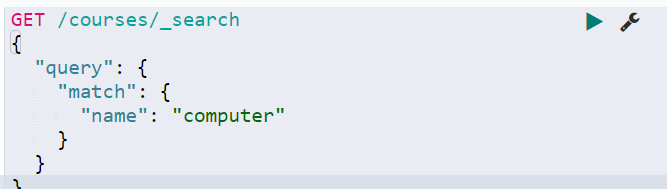 GET /courses/_search
{
  "query": {
    "match": {
      "name": "computer"
    }
  }
}